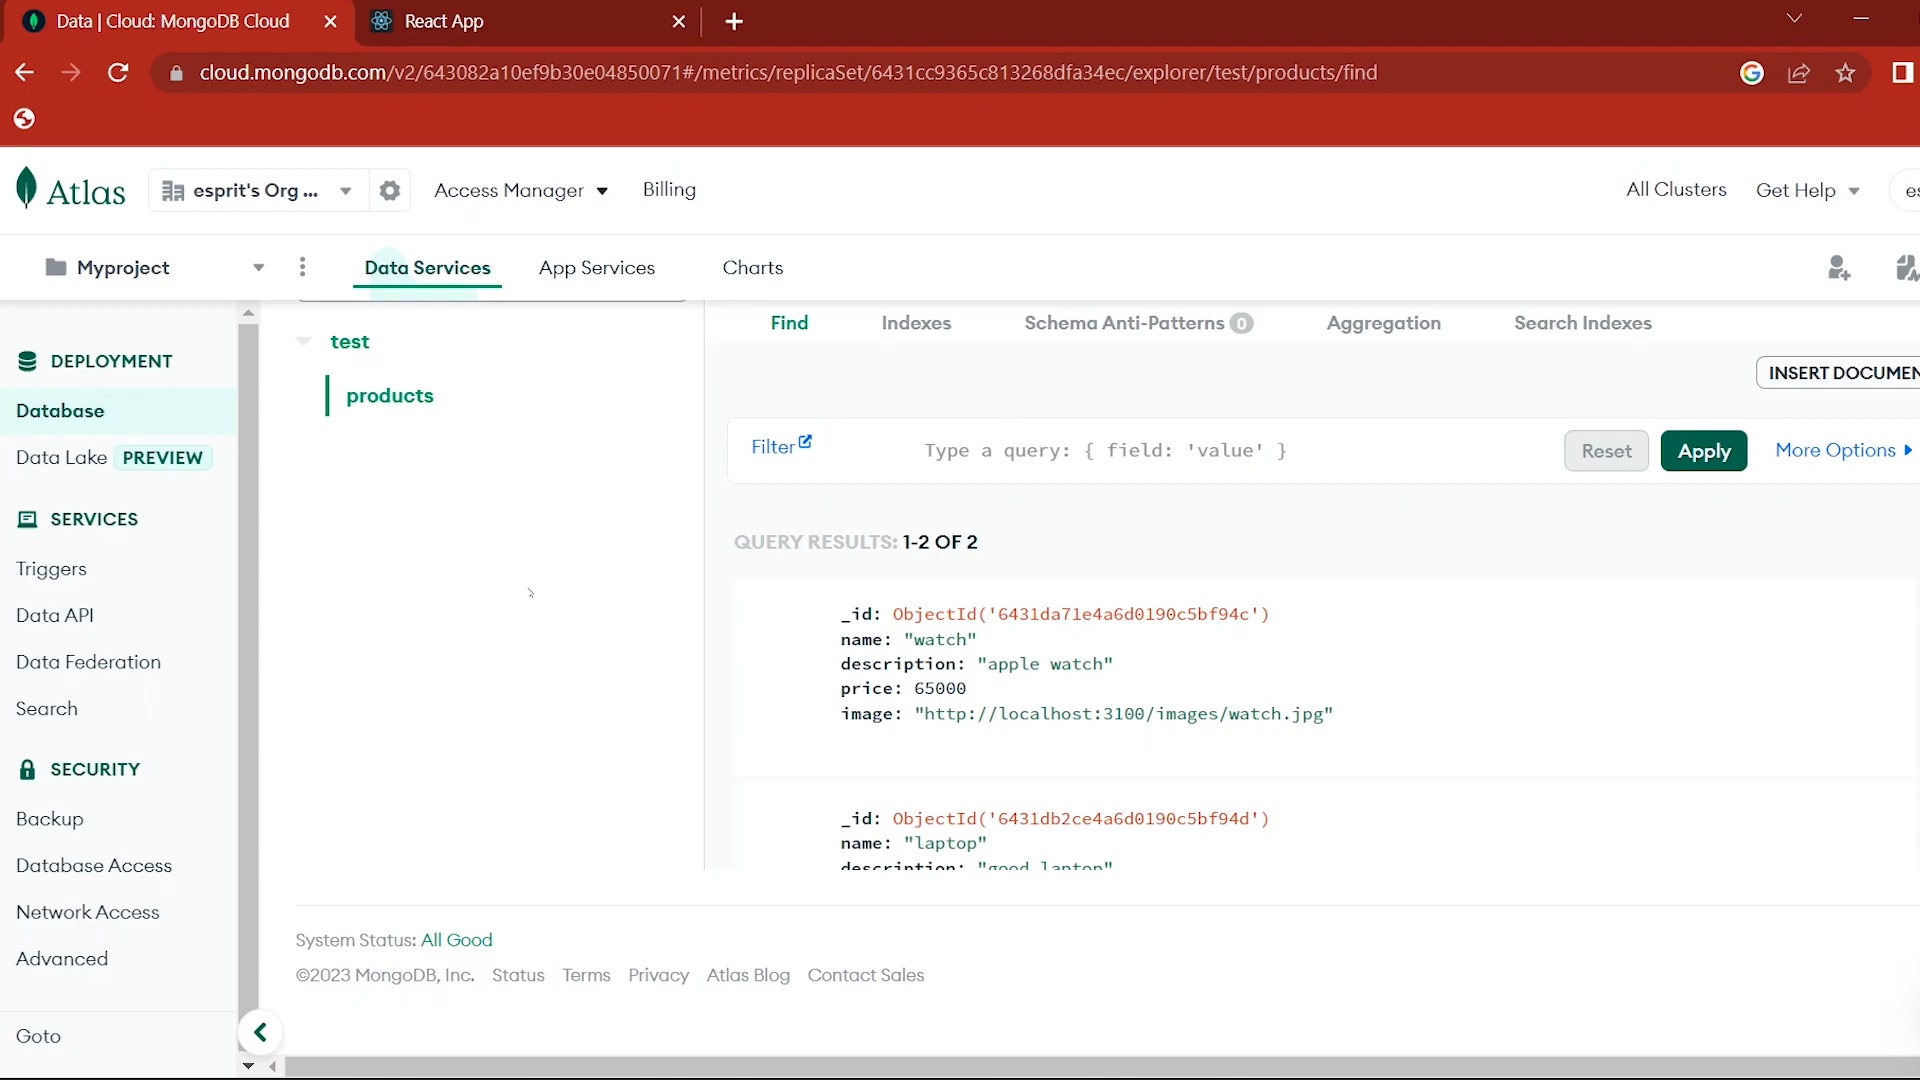 Data | Cloud: MongoDB Cloud
React App
cloud.mongodb.com/v2/643082a10ef9b30e04850071#/metrics/replicaSet/6431cc9365c813268dfa34ec/explorer/test/products/find
Atlas
esprit's Org ...
Access Manager
Billing
All Clusters
Get Help
es
Myproject
Data Services
App Services
Charts
DEPLOYMENT
Database
Data Lake PREVIEW
SERVICES
Triggers
Data API
Data Federation
Search
SECURITY
Backup
Database Access
Network Access
Advanced
Goto
test
products
Find
Indexes
Schema Anti-Patterns 0
Aggregation
Search Indexes
INSERT DOCUMEN
Filter
Type a query: { field: 'value' }
Reset
Apply
More Options
QUERY RESULTS: 1-2 OF 2
_id: ObjectId('6431da71e4a6d0190c5bf94c')
name: "watch"
description: "apple watch"
price: 65000
image: "http://localhost:3100/images/watch.jpg"
_id: ObjectId('6431db2ce4a6d0190c5bf94d')
name: "laptop"
description: "good laptop"
System Status: All Good
©2023 MongoDB, Inc. Status Terms Privacy Atlas Blog Contact Sales